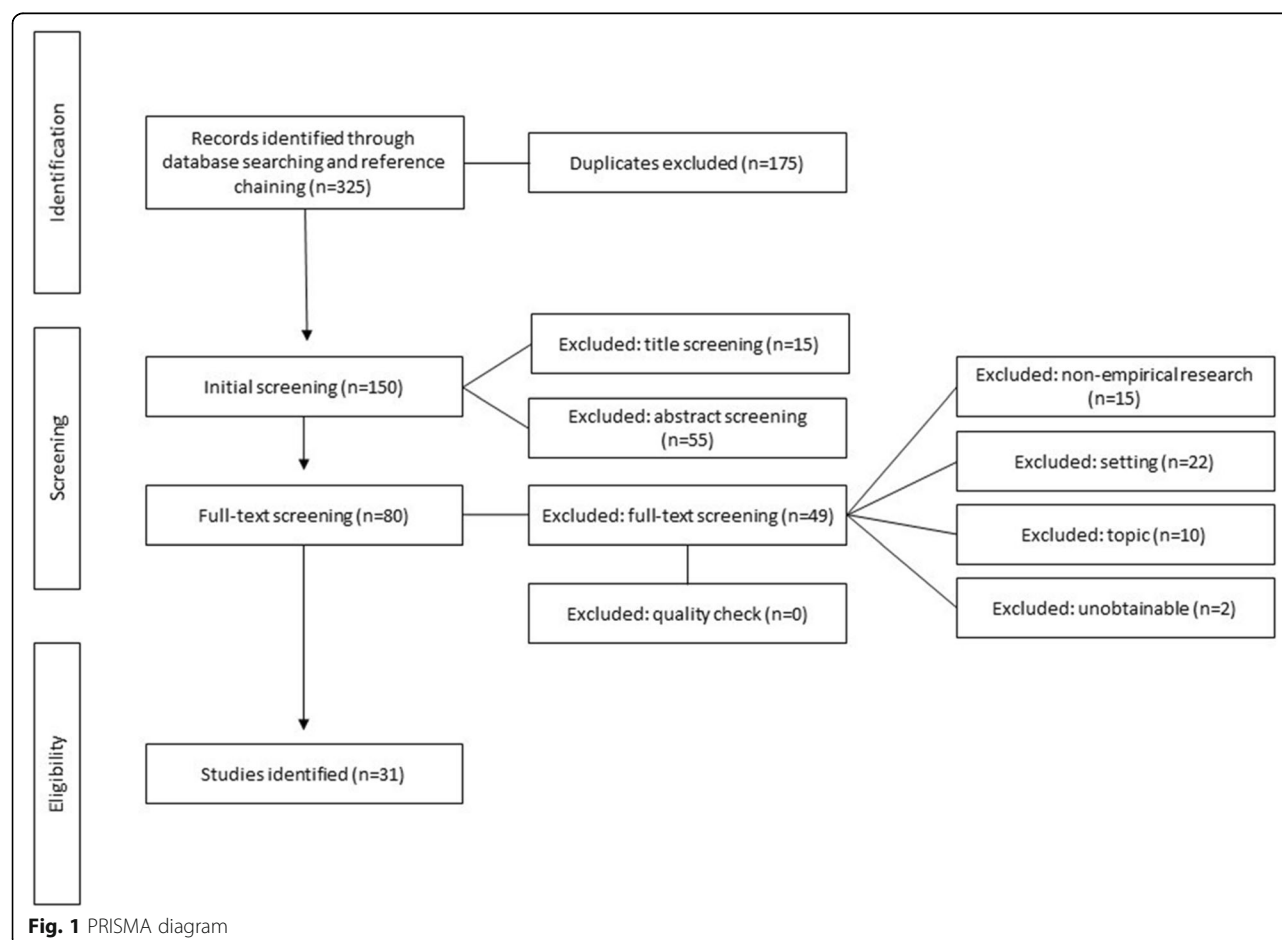 Identification
Records identified through
database searching and reference
chaining (n=325)
Duplicates excluded (n=175)
Screening
Initial screening (n=150)
Excluded: title screening (n=15)
Excluded: abstract screening
(n=55)
Full-text screening (n=80)
Excluded: full-text screening (n=49)
Excluded: quality check (n=0)
Excluded: non-empirical research
(n=15)
Excluded: setting (n=22)
Excluded: topic (n=10)
Excluded: unobtainable (n=2)
Eligibility
Studies identified (n=31)
Fig. 1 PRISMA diagram